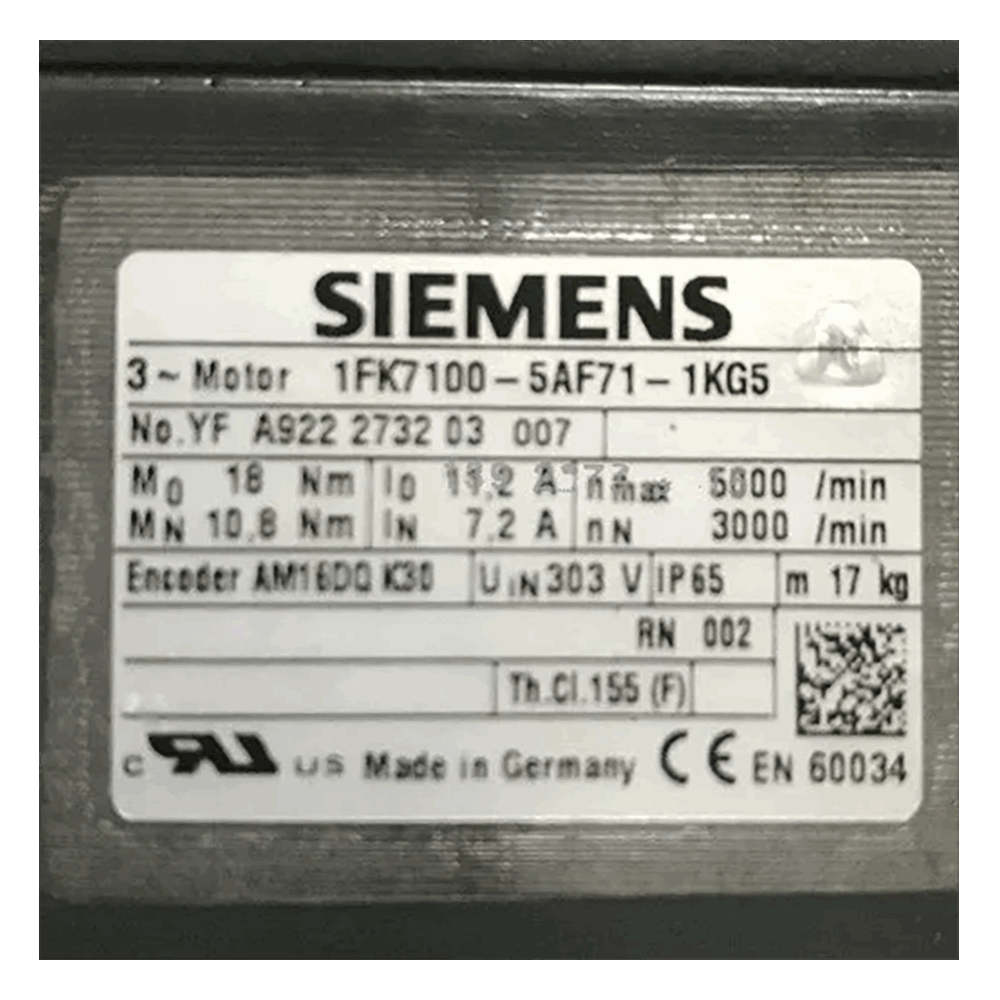 SIEMENS
3 ~ Motor 1FK7100 – 5AF71 – 1KG5
No.YF A922 2732 03 007
M0 18 Nm I0 11,2 A nmax 5000 /min
MN 10,8 Nm IN 7,2 A nN 3000 /min
Encoder AM16DQ K30 UIN 303 V IP65 m 17 kg
RN 002
Th.Cl.155 (F)
c RU US Made in Germany CE EN 60034